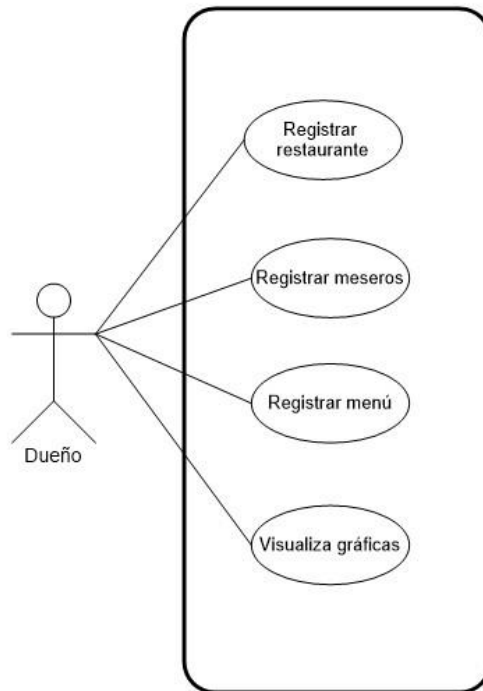 Registrar
restaurante
Registrar meseros
Registrar menú
Dueño
Visualiza gráficas